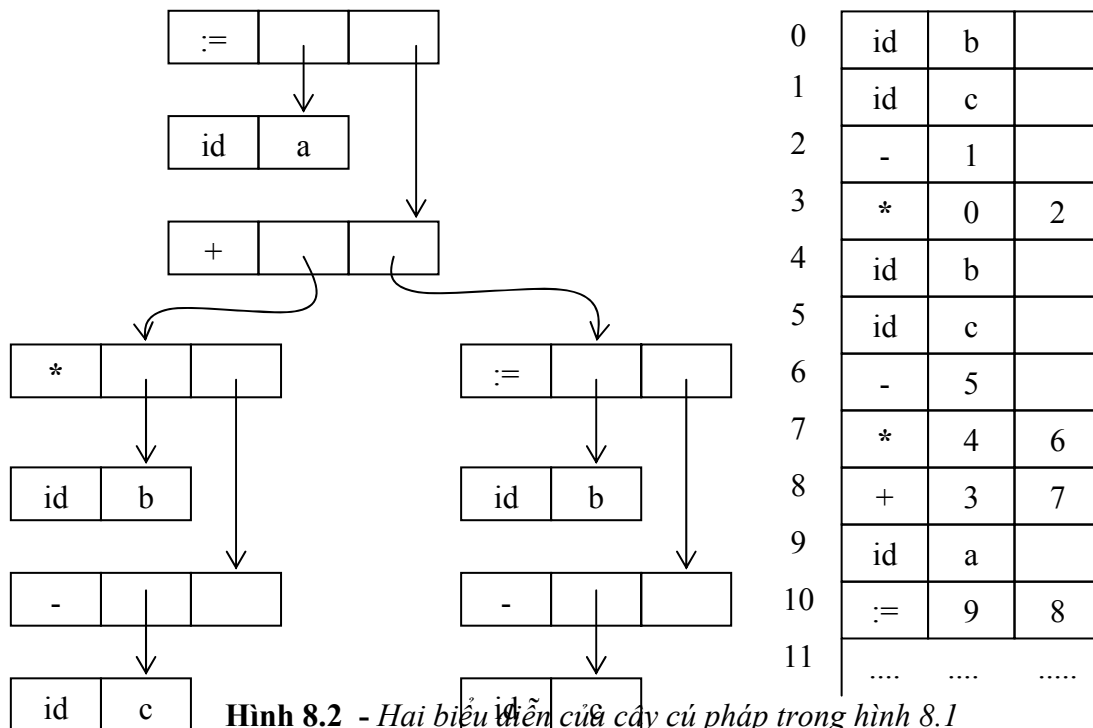 :=
id a
+
* :=
id b id b
- -
id c id c
0 id b
1 id c
2 - 1
3 * 0 2
4 id b
5 id c
6 - 5
7 * 4 6
8 + 3 7
9 id a
10 := 9 8
11 .... .... .....
Hình 8.2 - Hai biểu diễn của cây cú pháp trong hình 8.1